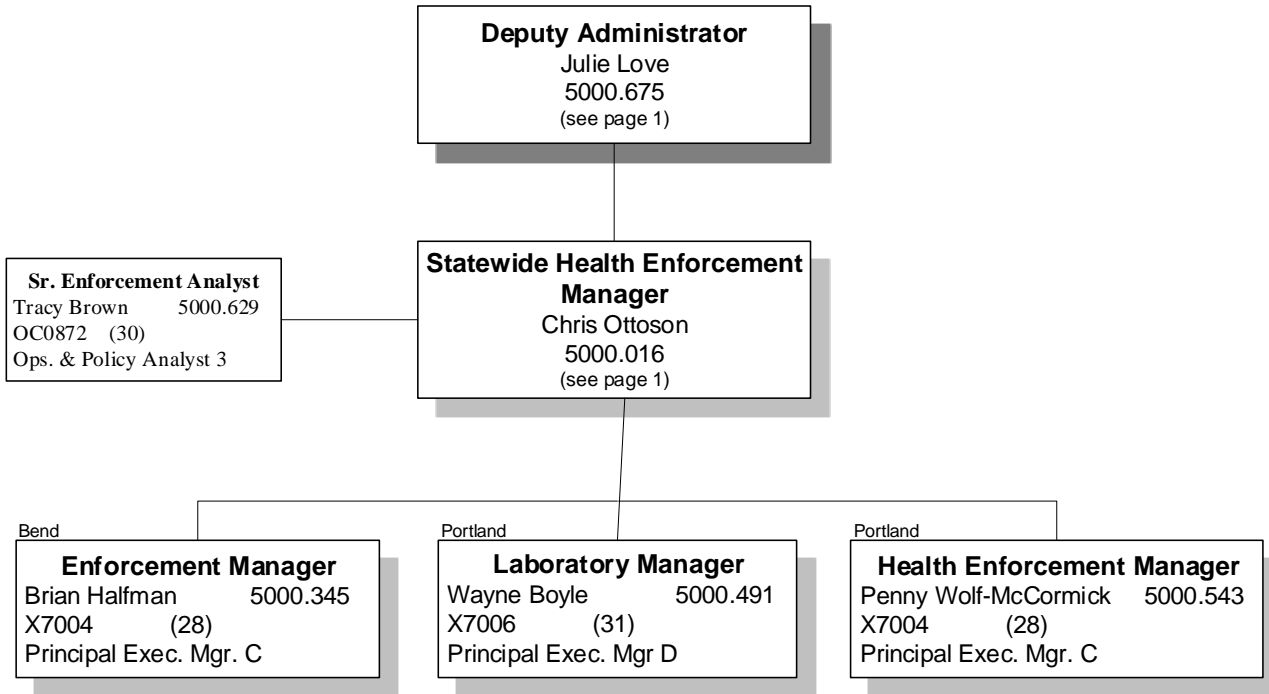 Deputy Administrator
Julie Love
5000.675
(see page 1)
Statewide Health Enforcement
Manager
Chris Ottoson
5000.016
(see page 1)
Sr. Enforcement Analyst
Tracy Brown 5000.629
OC0872 (30)
Ops. & Policy Analyst 3
Bend
Enforcement Manager
Brian Halfman 5000.345
X7004 (28)
Principal Exec. Mgr. C
Portland
Laboratory Manager
Wayne Boyle 5000.491
X7006 (31)
Principal Exec. Mgr D
Portland
Health Enforcement Manager
Penny Wolf-McCormick 5000.543
X7004 (28)
Principal Exec. Mgr. C